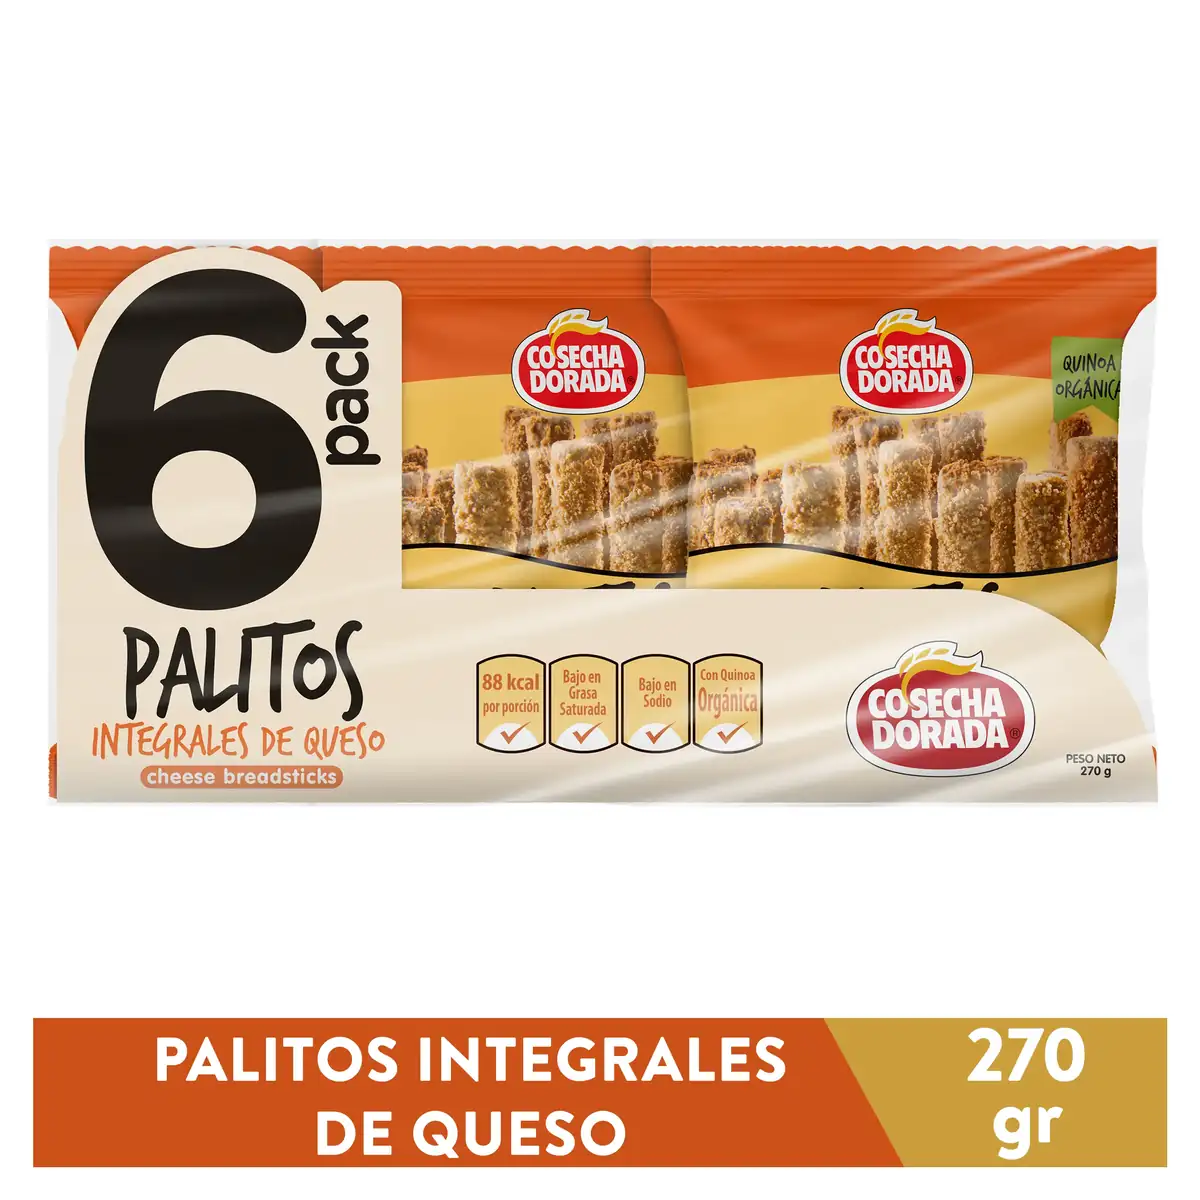 6
pack
PALITOS
INTEGRALES DE QUESO
cheese breadsticks
COSECHA
DORADA®
COSECHA
DORADA®
QUINOA
ORGÁNICA
88 kcal
por porción
Bajo en
Grasa
Saturada
Bajo en
Sodio
Con Quinoa
Orgánica
COSECHA
DORADA®
PESO NETO
270 g
PALITOS INTEGRALES
DE QUESO
270
gr